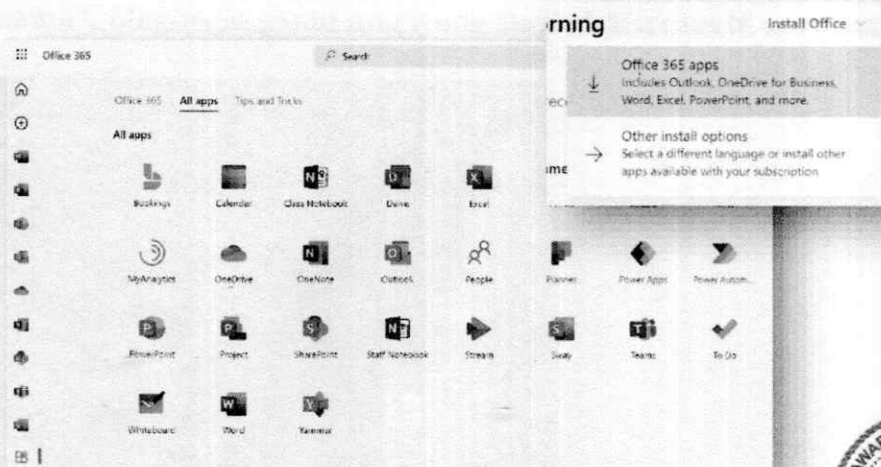 rning
Install Office
Office 365 apps
Includes Outlook, OneDrive for Business,
Word, Excel, PowerPoint, and more.
Other install options
Select a different language or install other
apps available with your subscription
Office 365
Search
Office 365 All apps Tips and Tricks
All apps
Bookings Calendar Class Notebook Delve Excel
MyAnalytics OneDrive OneNote Outlook People Planner Power Apps Power Autom...
PowerPoint Project SharePoint Staff Notebook Stream Sway Teams To Do
Whiteboard Word Yammer